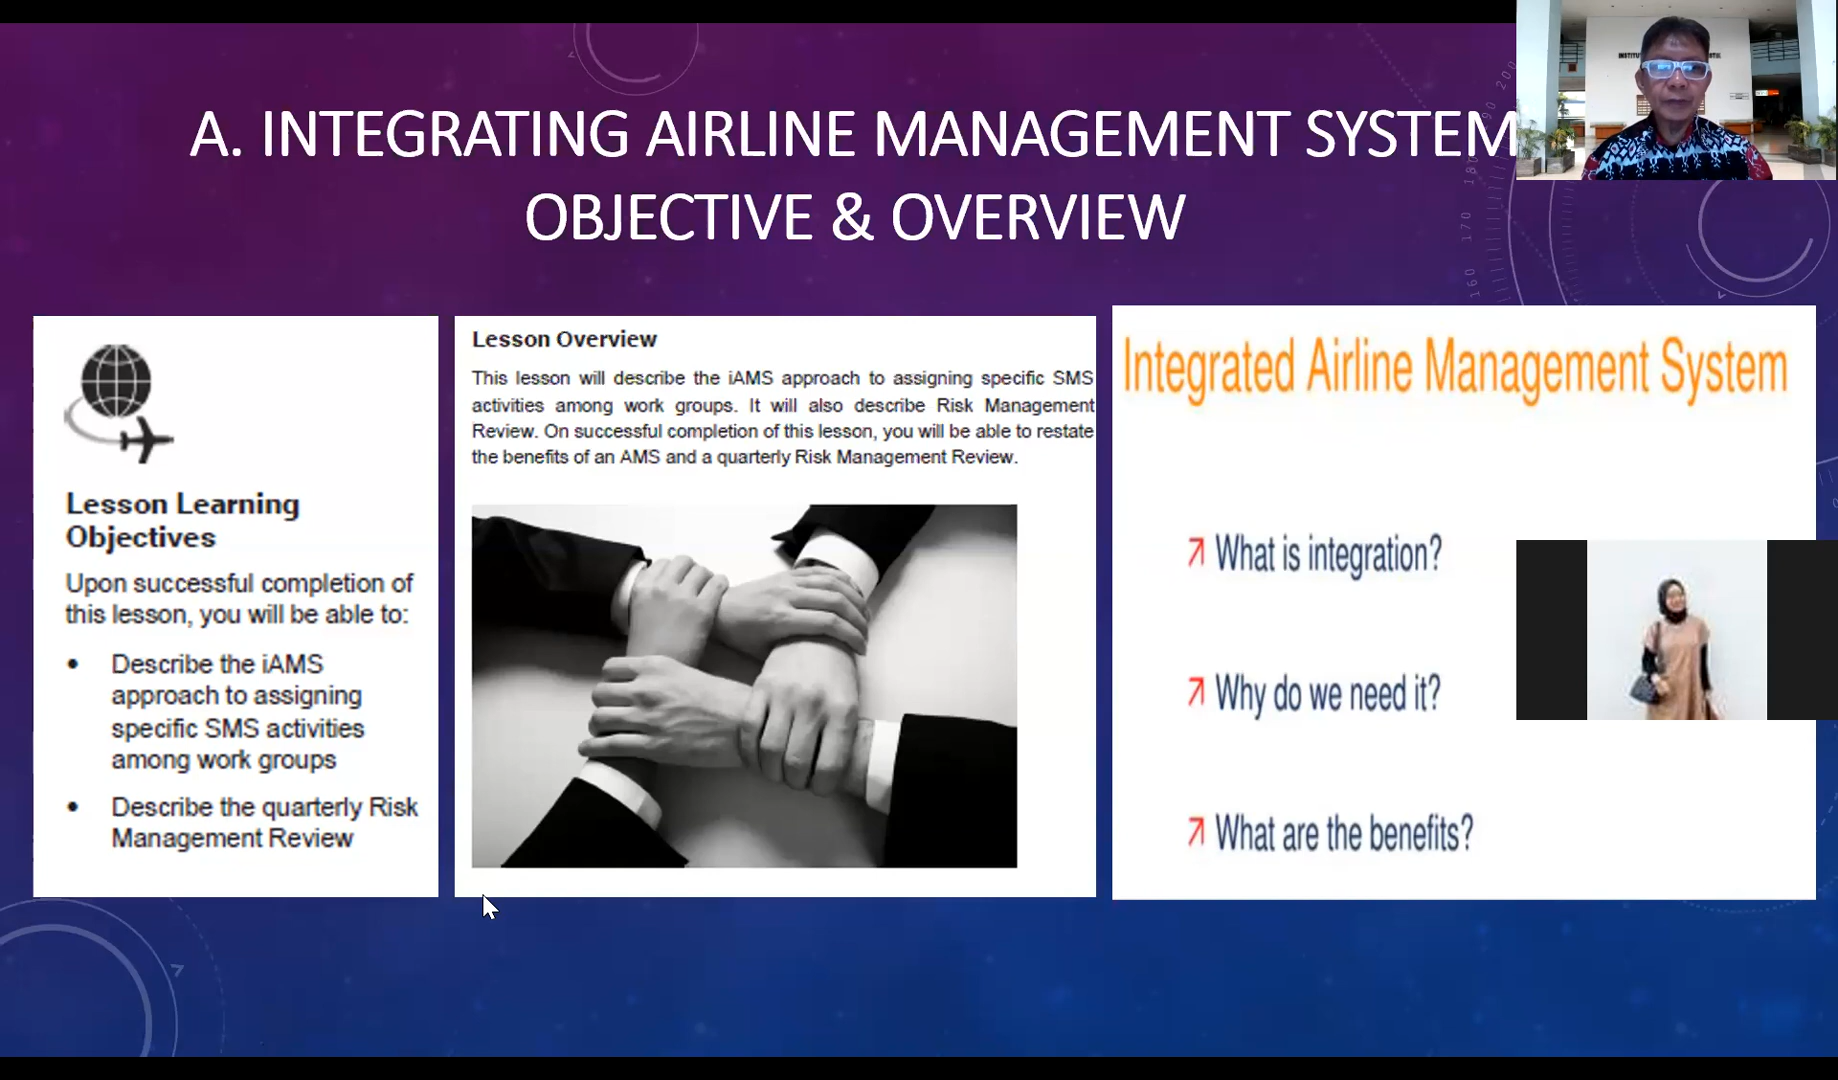 A. INTEGRATING AIRLINE MANAGEMENT SYSTEM
OBJECTIVE & OVERVIEW
Lesson Learning
Objectives
Upon successful completion of
this lesson, you will be able to:
• Describe the iAMS
approach to assigning
specific SMS activities
among work groups
• Describe the quarterly Risk
Management Review
Lesson Overview
This lesson will describe the iAMS approach to assigning specific SMS
activities among work groups. It will also describe Risk Management
Review. On successful completion of this lesson, you will be able to restate
the benefits of an AMS and a quarterly Risk Management Review.
Integrated Airline Management System
What is integration?
Why do we need it?
What are the benefits?
200
180
170
160